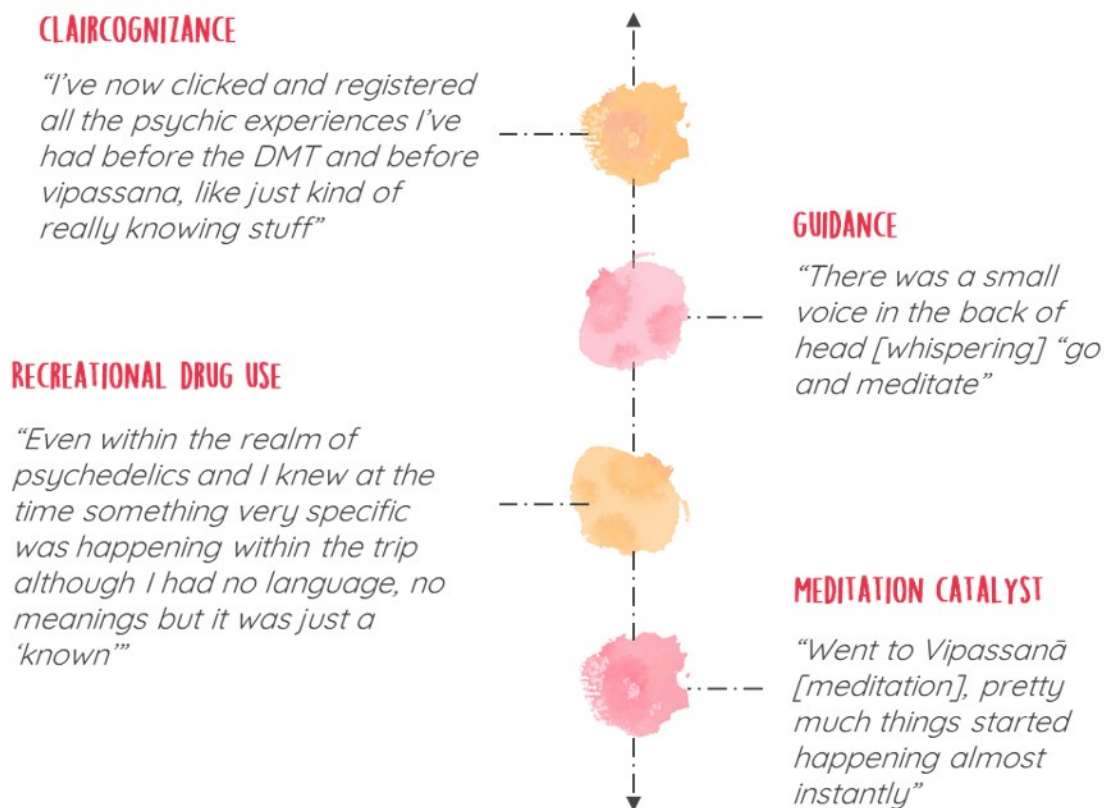 CLAIRCOGNIZANCE
“I’ve now clicked and registered
all the psychic experiences I’ve
had before the DMT and before
vipassana, like just kind of
really knowing stuff”
GUIDANCE
“There was a small
voice in the back of
head [whispering] “go
and meditate”
RECREATIONAL DRUG USE
“Even within the realm of
psychedelics and I knew at the
time something very specific
was happening within the trip
although I had no language, no
meanings but it was just a
‘known’”
MEDITATION CATALYST
“Went to Vipassanā
[meditation], pretty
much things started
happening almost
instantly”